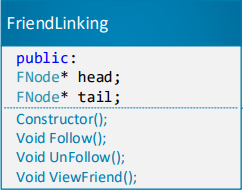 FriendLinking
public:
FNode* head;
FNode* tail;
Constructor();
Void Follow();
Void UnFollow();
Void ViewFriend();